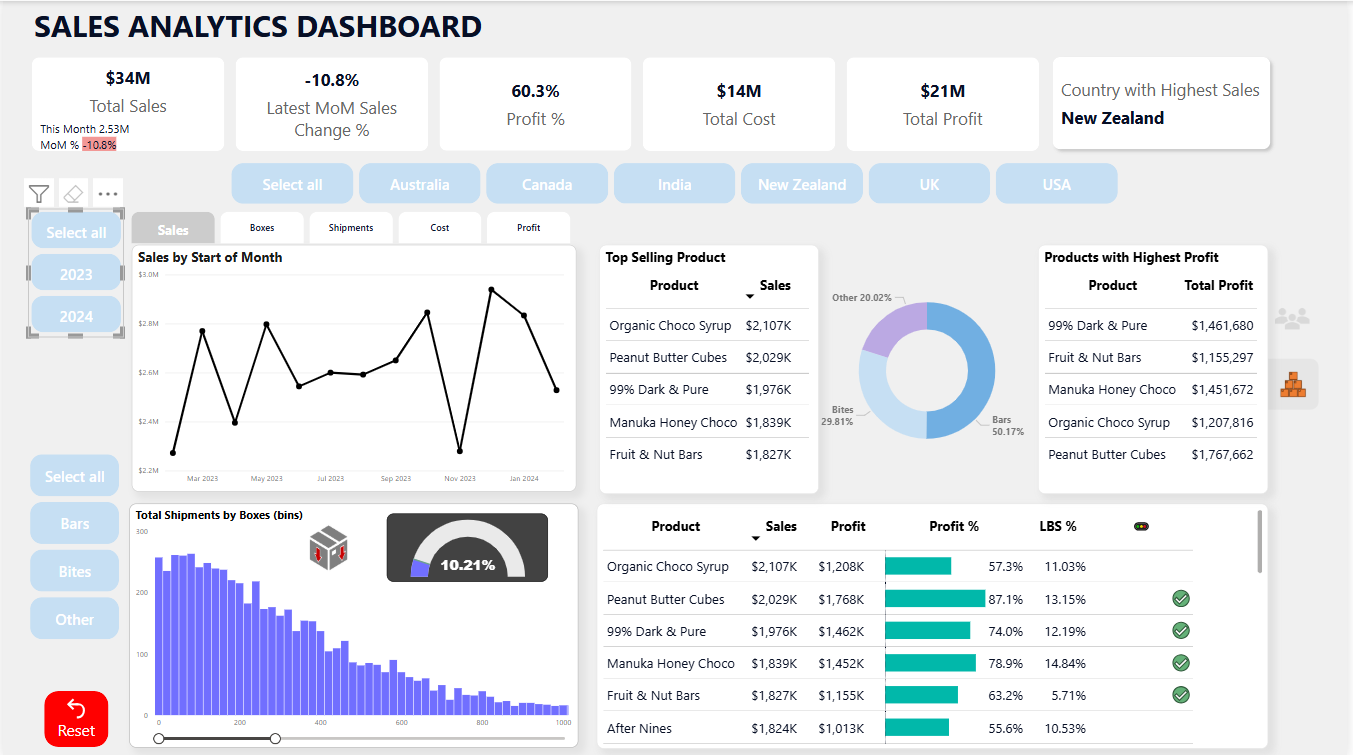 SALES ANALYTICS DASHBOARD
$34M
Total Sales
This Month 2.53M
MoM % -10.8%
-10.8%
Latest MoM Sales
Change %
60.3%
Profit %
$14M
Total Cost
$21M
Total Profit
Country with Highest Sales
New Zealand
Select all
Australia
Canada
India
New Zealand
UK
USA
Select all
2023
2024
Sales
Boxes
Shipments
Cost
Profit
Sales by Start of Month
$3.0M
$2.8M
$2.6M
$2.4M
$2.2M
Mar 2023 May 2023 Jul 2023 Sep 2023 Nov 2023 Jan 2024
Top Selling Product
Product Sales
Organic Choco Syrup $2,107K
Peanut Butter Cubes $2,029K
99% Dark & Pure $1,976K
Manuka Honey Choco $1,839K
Fruit & Nut Bars $1,827K
Other 20.02%
Bites
29.81%
Bars
50.17%
Products with Highest Profit
Product Total Profit
99% Dark & Pure $1,461,680
Fruit & Nut Bars $1,155,297
Manuka Honey Choco $1,451,672
Organic Choco Syrup $1,207,816
Peanut Butter Cubes $1,767,662
Select all
Bars
Bites
Other
Reset
Total Shipments by Boxes (bins)
300
200
100
0
0 200 400 600 800 1000
10.21%
Product Sales Profit Profit % LBS %
Organic Choco Syrup $2,107K $1,208K 57.3% 11.03%
Peanut Butter Cubes $2,029K $1,768K 87.1% 13.15%
99% Dark & Pure $1,976K $1,462K 74.0% 12.19%
Manuka Honey Choco $1,839K $1,452K 78.9% 14.84%
Fruit & Nut Bars $1,827K $1,155K 63.2% 5.71%
After Nines $1,824K $1,013K 55.6% 10.53%